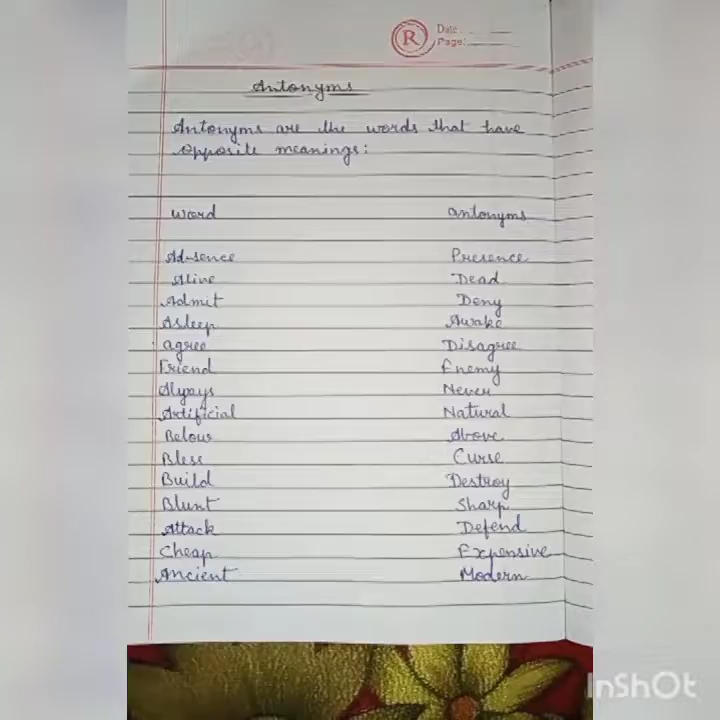 R Date:
Page:
Antonyms
Antonyms are the words that have
opposite meanings:
word antonyms
Absence Presence
Alive Dead
Admit Deny
Asleep Awake
agree Disagree
Friend Enemy
Always Never
Artificial Natural
Below Above
Bless Curse
Build Destroy
Blunt Sharp
Attack Defend
Cheap Expensive
Ancient Modern
InShOt